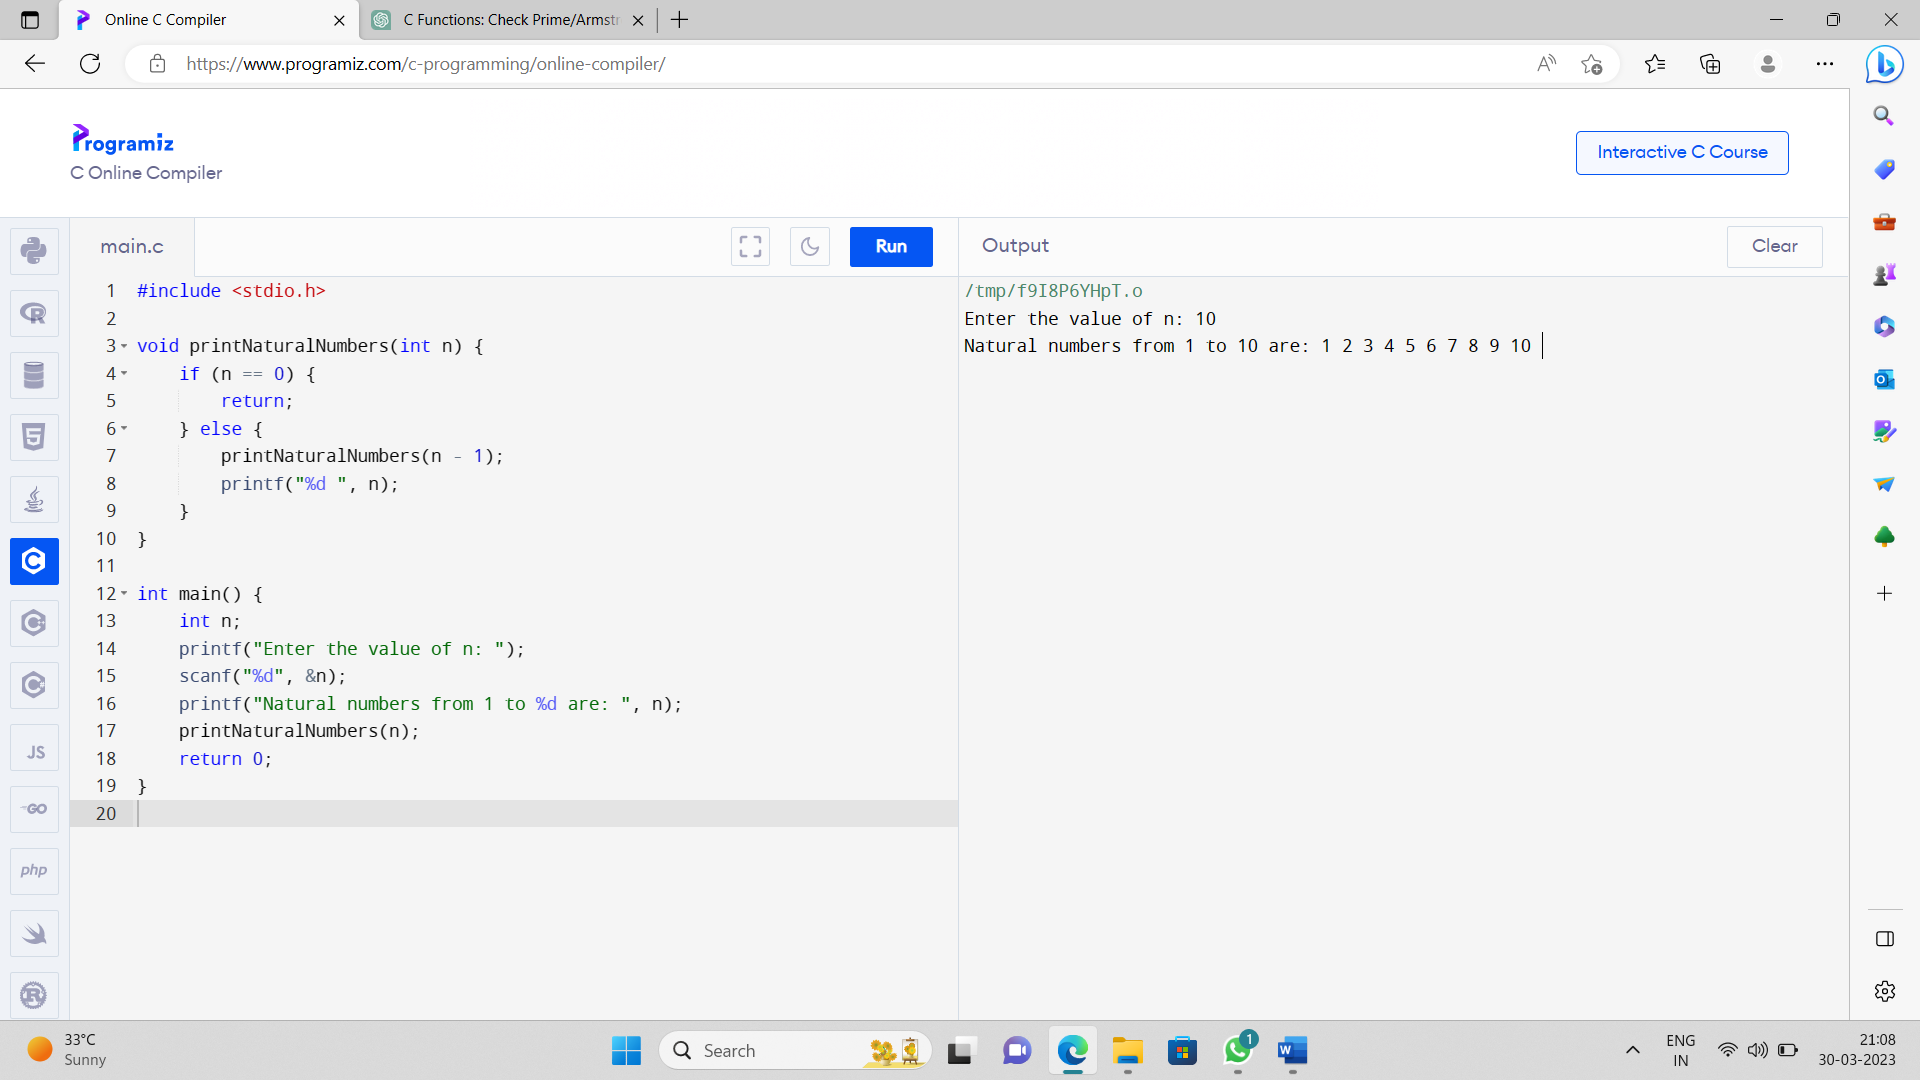 Online C Compiler
C Functions: Check Prime/Armstr
https://www.programiz.com/c-programming/online-compiler/
Programiz
C Online Compiler
Interactive C Course
main.c
Run
Output
Clear
1 #include <stdio.h>
2
3 void printNaturalNumbers(int n) {
4     if (n == 0) {
5         return;
6     } else {
7         printNaturalNumbers(n - 1);
8         printf("%d ", n);
9     }
10 }
11
12 int main() {
13     int n;
14     printf("Enter the value of n: ");
15     scanf("%d", &n);
16     printf("Natural numbers from 1 to %d are: ", n);
17     printNaturalNumbers(n);
18     return 0;
19 }
20
/tmp/f9I8P6YHpT.o
Enter the value of n: 10
Natural numbers from 1 to 10 are: 1 2 3 4 5 6 7 8 9 10
JS
GO
php
33°C
Sunny
Search
1
ENG
IN
21:08
30-03-2023